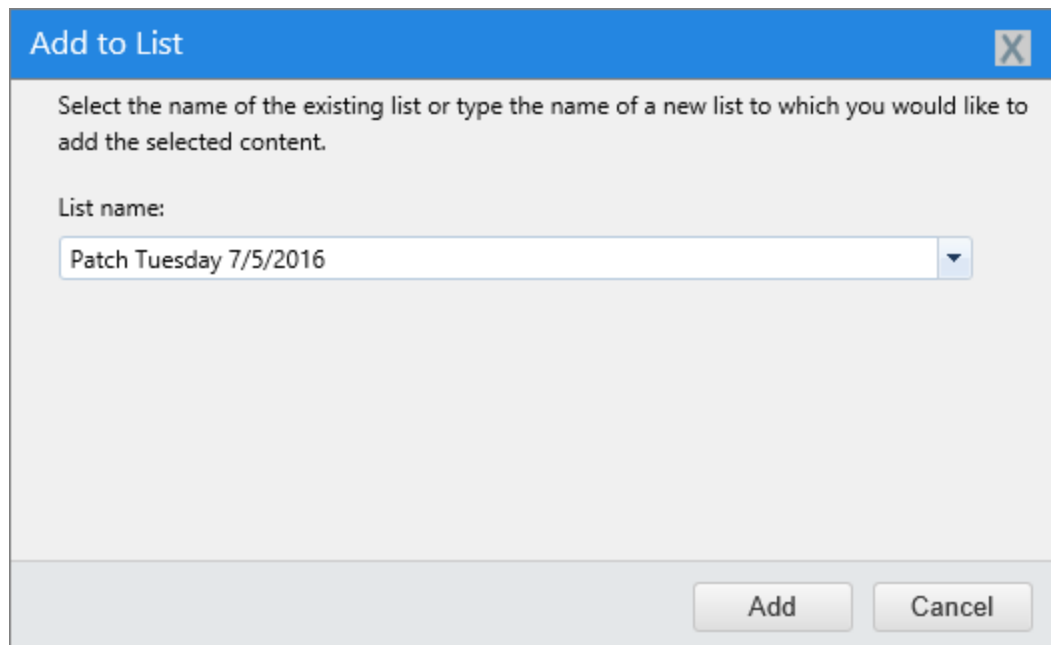 Add to List
X
Select the name of the existing list or type the name of a new list to which you would like to
add the selected content.
List name:
Patch Tuesday 7/5/2016
Add Cancel